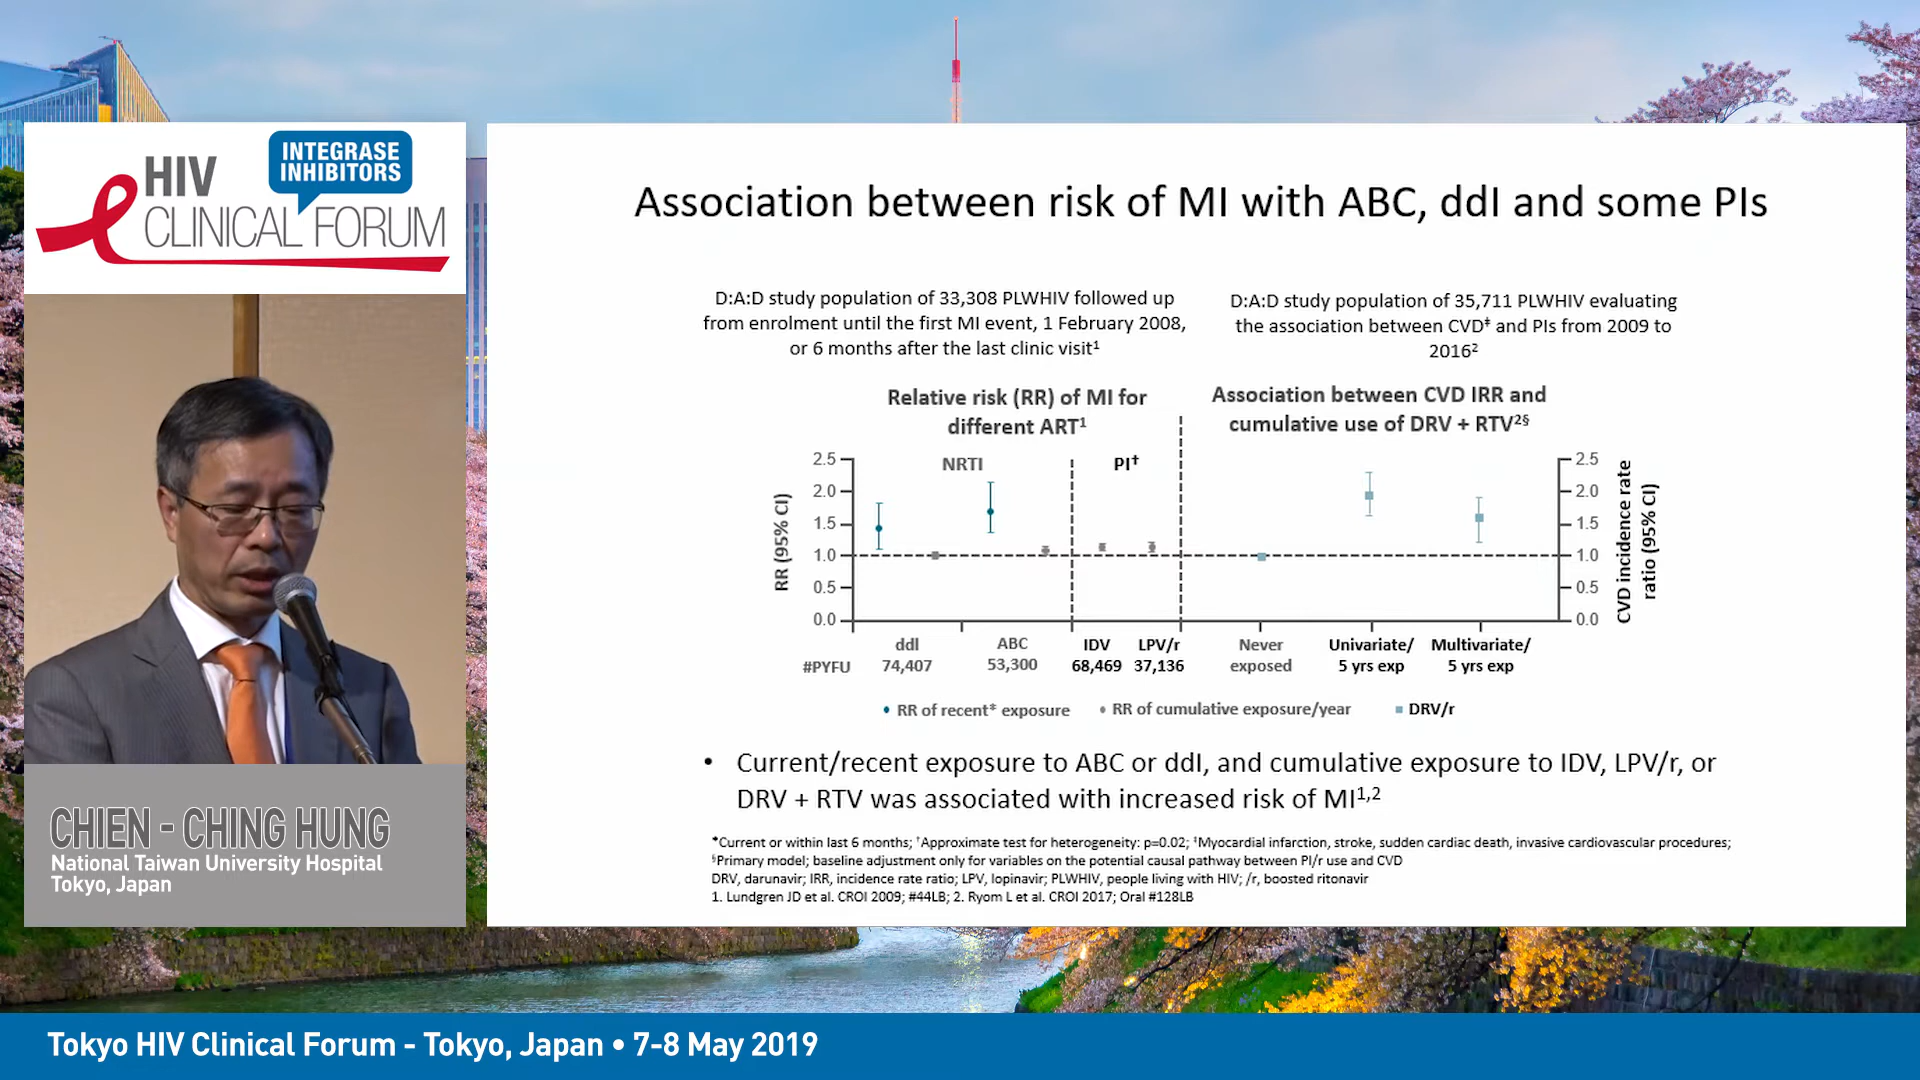 HIV
INTEGRASE
INHIBITORS
CLINICAL FORUM
CHIEN - CHING HUNG
National Taiwan University Hospital
Tokyo, Japan
Association between risk of MI with ABC, ddI and some PIs
D:A:D study population of 33,308 PLWHIV followed up
from enrolment until the first MI event, 1 February 2008,
or 6 months after the last clinic visit¹
D:A:D study population of 35,711 PLWHIV evaluating
the association between CVD‡ and PIs from 2009 to
2016²
Relative risk (RR) of MI for
different ART¹
Association between CVD IRR and
cumulative use of DRV + RTV²§
NRTI
PI†
RR (95% CI)
2.5
2.0
1.5
1.0
0.5
0.0
2.5
2.0
1.5
1.0
0.5
0.0
CVD incidence rate
ratio (95% CI)
ddI
ABC
IDV
LPV/r
Never
Univariate/
Multivariate/
#PYFU
74,407
53,300
68,469
37,136
exposed
5 yrs exp
5 yrs exp
RR of recent* exposure
RR of cumulative exposure/year
DRV/r
• Current/recent exposure to ABC or ddI, and cumulative exposure to IDV, LPV/r, or
DRV + RTV was associated with increased risk of MI¹,²
*Current or within last 6 months; †Approximate test for heterogeneity: p=0.02; ‡Myocardial infarction, stroke, sudden cardiac death, invasive cardiovascular procedures;
§Primary model; baseline adjustment only for variables on the potential causal pathway between PI/r use and CVD
DRV, darunavir; IRR, incidence rate ratio; LPV, lopinavir; PLWHIV, people living with HIV; /r, boosted ritonavir
1. Lundgren JD et al. CROI 2009; #44LB; 2. Ryom L et al. CROI 2017; Oral #128LB
Tokyo HIV Clinical Forum - Tokyo, Japan • 7-8 May 2019